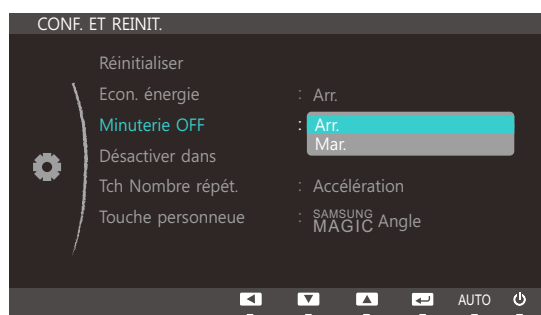 CONF. ET REINIT.
Réinitialiser
Econ. énergie : Arr.
Minuterie OFF : Arr.
Mar.
Désactiver dans
Tch Nombre répét. : Accélération
Touche personneue : SAMSUNG MAGIC Angle
AUTO